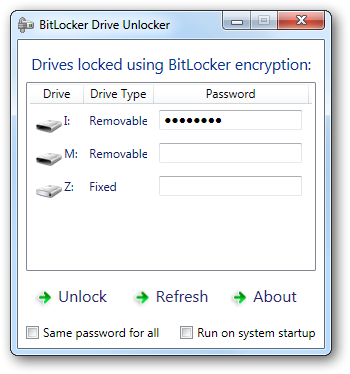 BitLocker Drive Unlocker
Drives locked using BitLocker encryption:
Drive Drive Type Password
I: Removable ●●●●●●●●
M: Removable
Z: Fixed
Unlock Refresh About
Same password for all Run on system startup